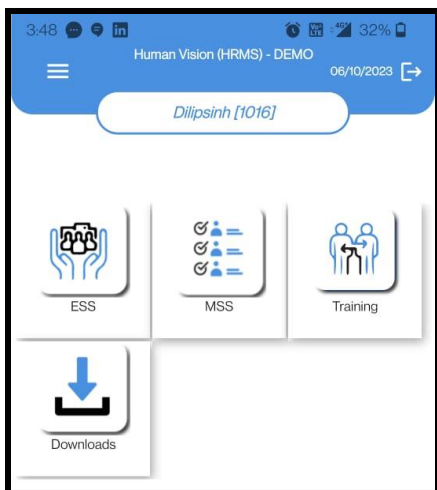 3:48 32%
Human Vision (HRMS) - DEMO
06/10/2023
Dilipsinh [1016]
ESS MSS Training
Downloads